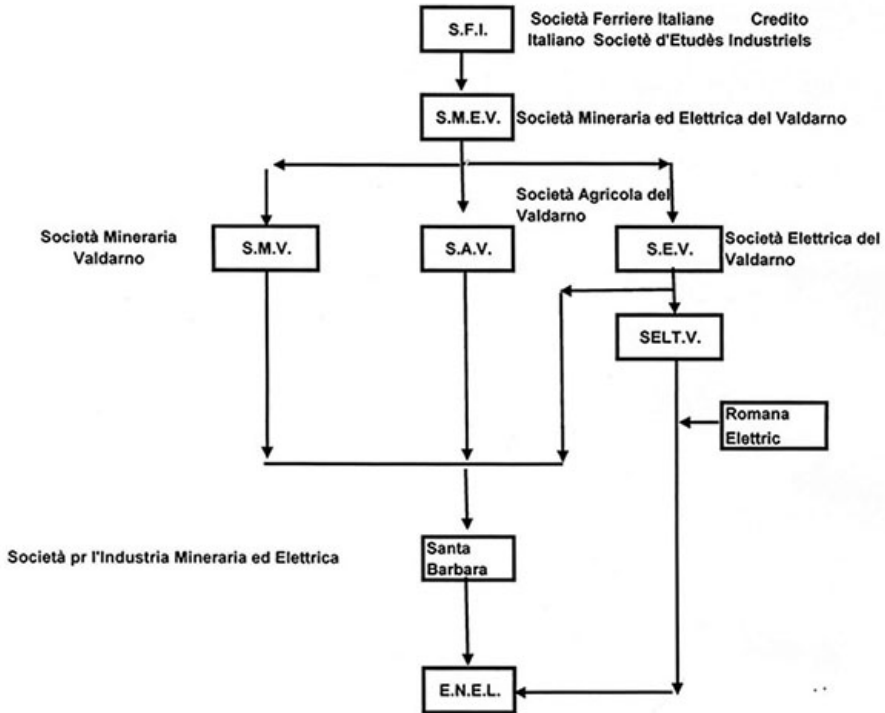 S.F.I.
Società Ferriere Italiane Credito
Italiano Societè d'Etudès Industriels
S.M.E.V.
Società Mineraria ed Elettrica del Valdarno
Società Agricola del
Valdarno
Società Mineraria
Valdarno
S.M.V.
S.A.V.
S.E.V.
Società Elettrica del
Valdarno
SELT.V.
Romana
Elettric
Società pr l'Industria Mineraria ed Elettrica
Santa
Barbara
E.N.E.L.